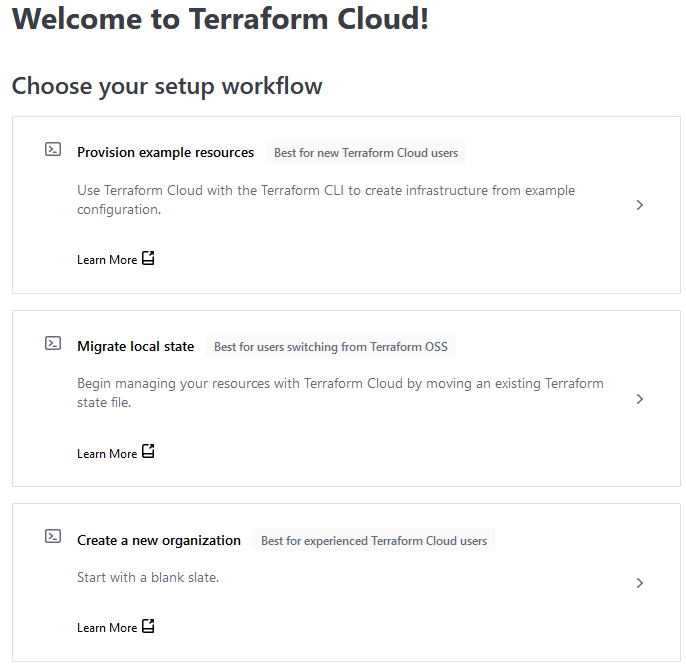 Welcome to Terraform Cloud!
Choose your setup workflow
Provision example resources Best for new Terraform Cloud users
Use Terraform Cloud with the Terraform CLI to create infrastructure from example
configuration.
Learn More
Migrate local state Best for users switching from Terraform OSS
Begin managing your resources with Terraform Cloud by moving an existing Terraform
state file.
Learn More
Create a new organization Best for experienced Terraform Cloud users
Start with a blank slate.
Learn More